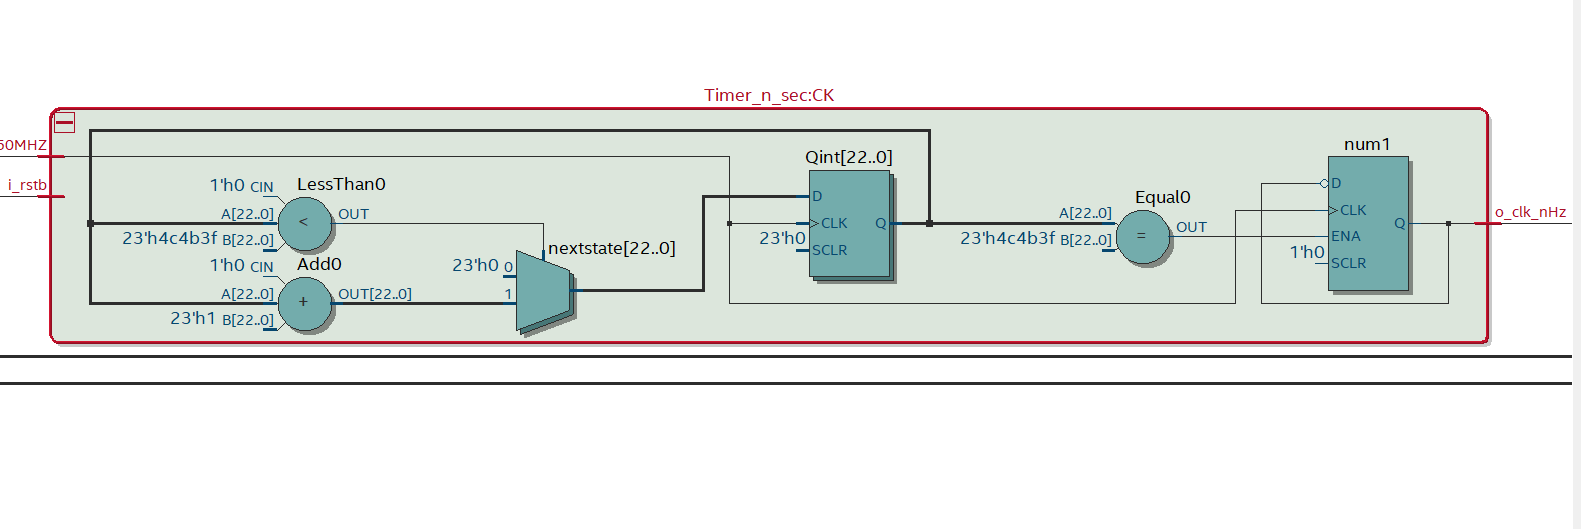 Timer_n_sec:CK
50MHZ
i_rstb
1'h0 CIN
LessThan0
A[22..0]
<
OUT
23'h4c4b3f B[22..0]
1'h0 CIN
Add0
A[22..0]
+
OUT[22..0]
23'h1 B[22..0]
nextstate[22..0]
23'h0 0
1
Qint[22..0]
D
CLK
Q
23'h0
SCLR
Equal0
A[22..0]
=
OUT
23'h4c4b3f B[22..0]
num1
D
CLK
Q
ENA
1'h0
SCLR
o_clk_nHz